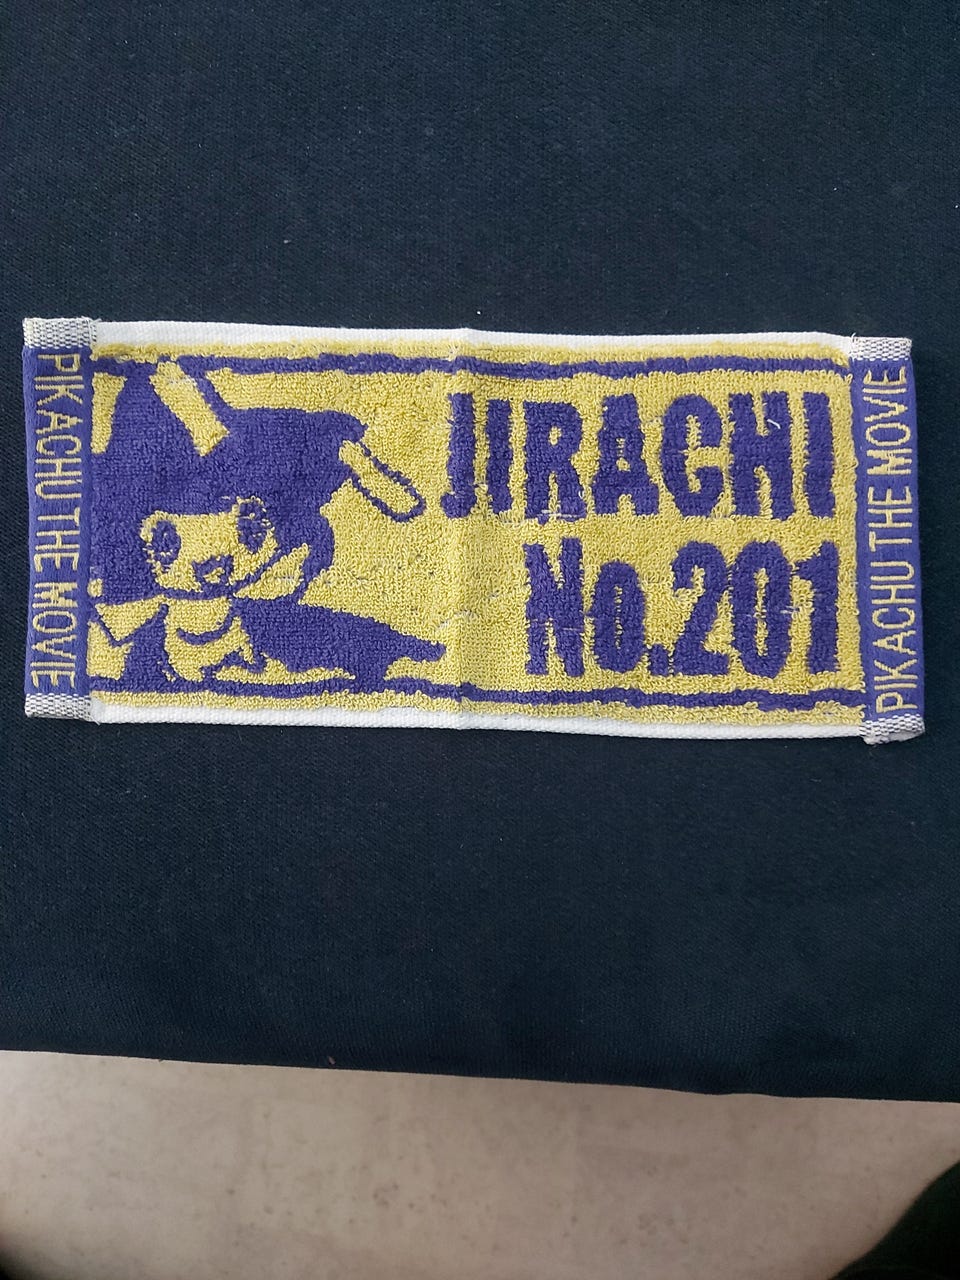 PIKACHU THE MOVIE
JIRACHI
No.201
PIKACHU THE MOVIE